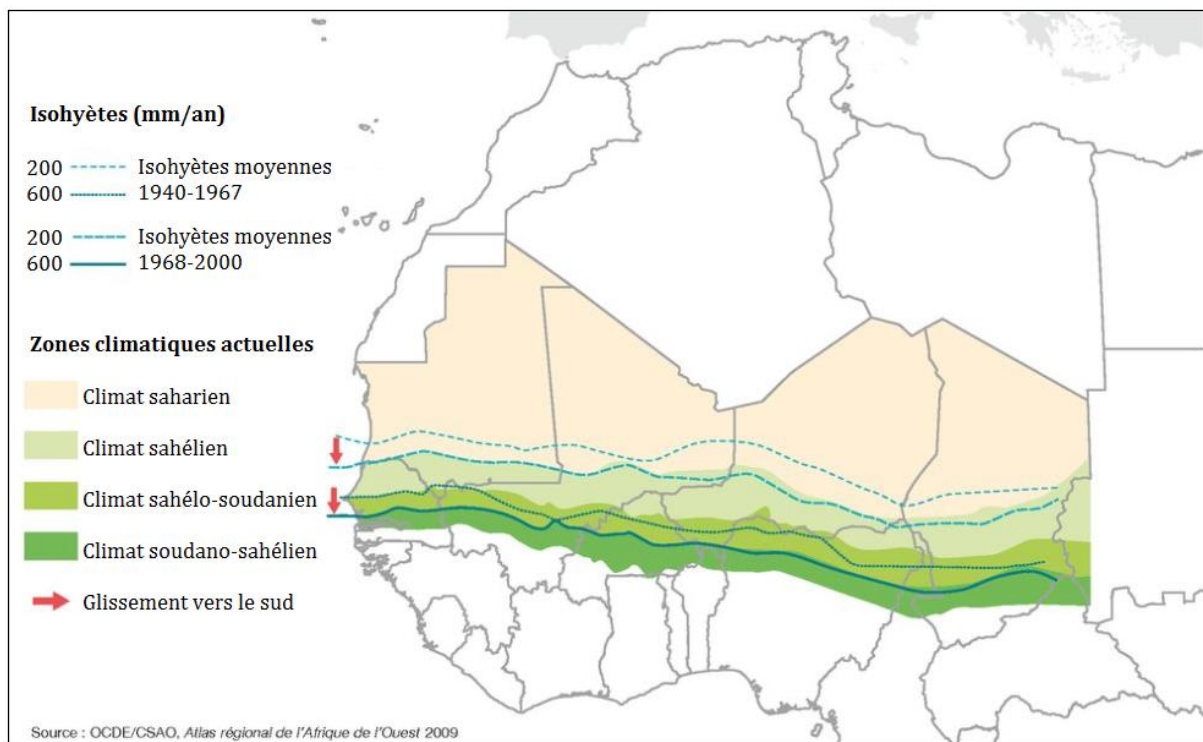 Isohyètes (mm/an)
200 Isohyètes moyennes
600 1940-1967
200 Isohyètes moyennes
600 1968-2000
Zones climatiques actuelles
Climat saharien
Climat sahélien
Climat sahélo-soudanien
Climat soudano-sahélien
Glissement vers le sud
Source : OCDE/CSAO, Atlas régional de l'Afrique de l'Ouest 2009